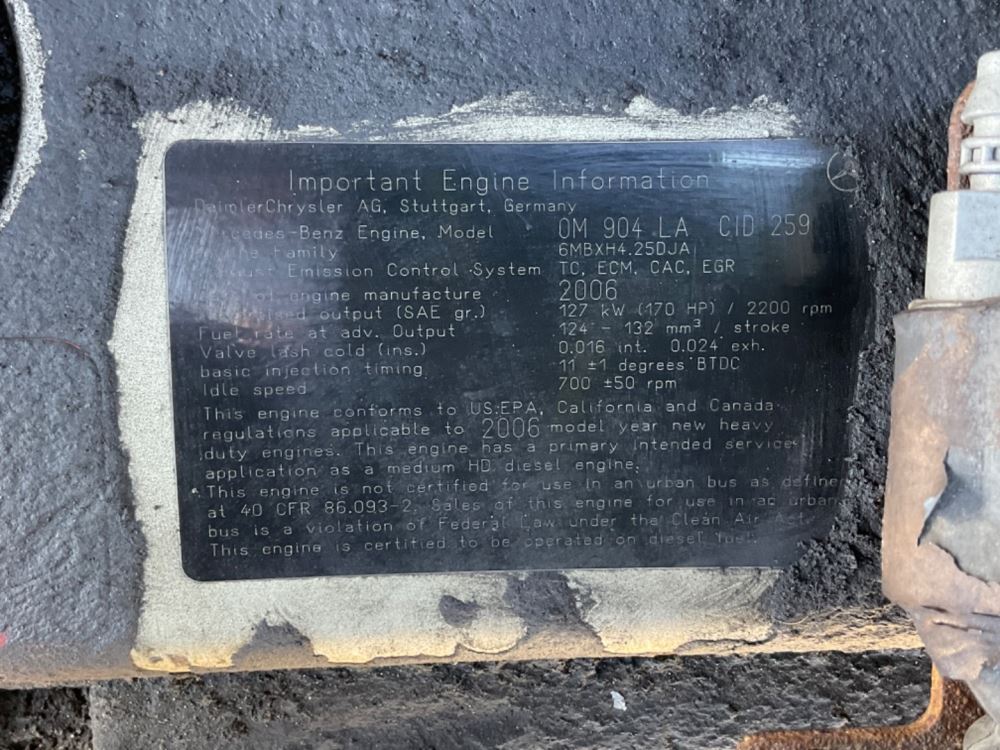 Important Engine Information
DaimlerChrysler AG, Stuttgart, Germany
-Benz Engine, Model OM 904 LA CID 259
Family 6MBXH4.25DJA
Emission Control System TC, ECM, CAC, EGR
engine manufacture 2006
output (SAE gr.) 127 kW (170 HP) / 2200 rpm
Fuel rate at adv. Output 124 - 132 mm³ / stroke
Valve lash cold (ins.) 0.016 int. 0.024 exh.
basic injection timing 11 ±1 degrees BTDC
Idle speed 700 ±50 rpm
This engine conforms to US:EPA, California and Canada
regulations applicable to 2006 model year new heavy
duty engines. This engine has a primary intended service
application as a medium HD diesel engine.
This engine is not certified for use in an urban bus as define
at 40 CFR 86.093-2. Sales of this engine for use in an urban
bus is a violation of Federal Law under the Clean Air Act.
This engine is certified to be operated on diesel fuel.